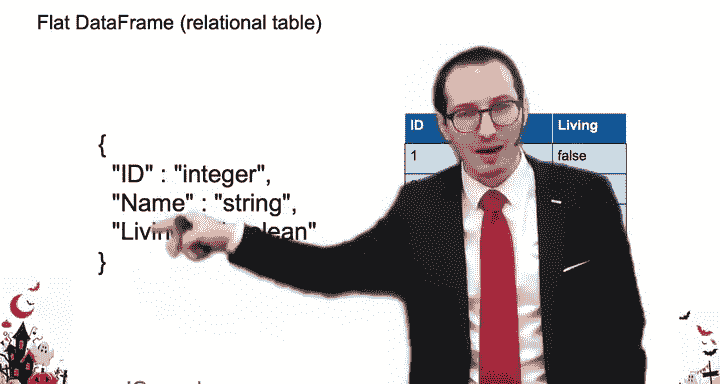 Flat DataFrame (relational table)
{
"ID" : "integer",
"Name" : "string",
}
ID Living
1 false